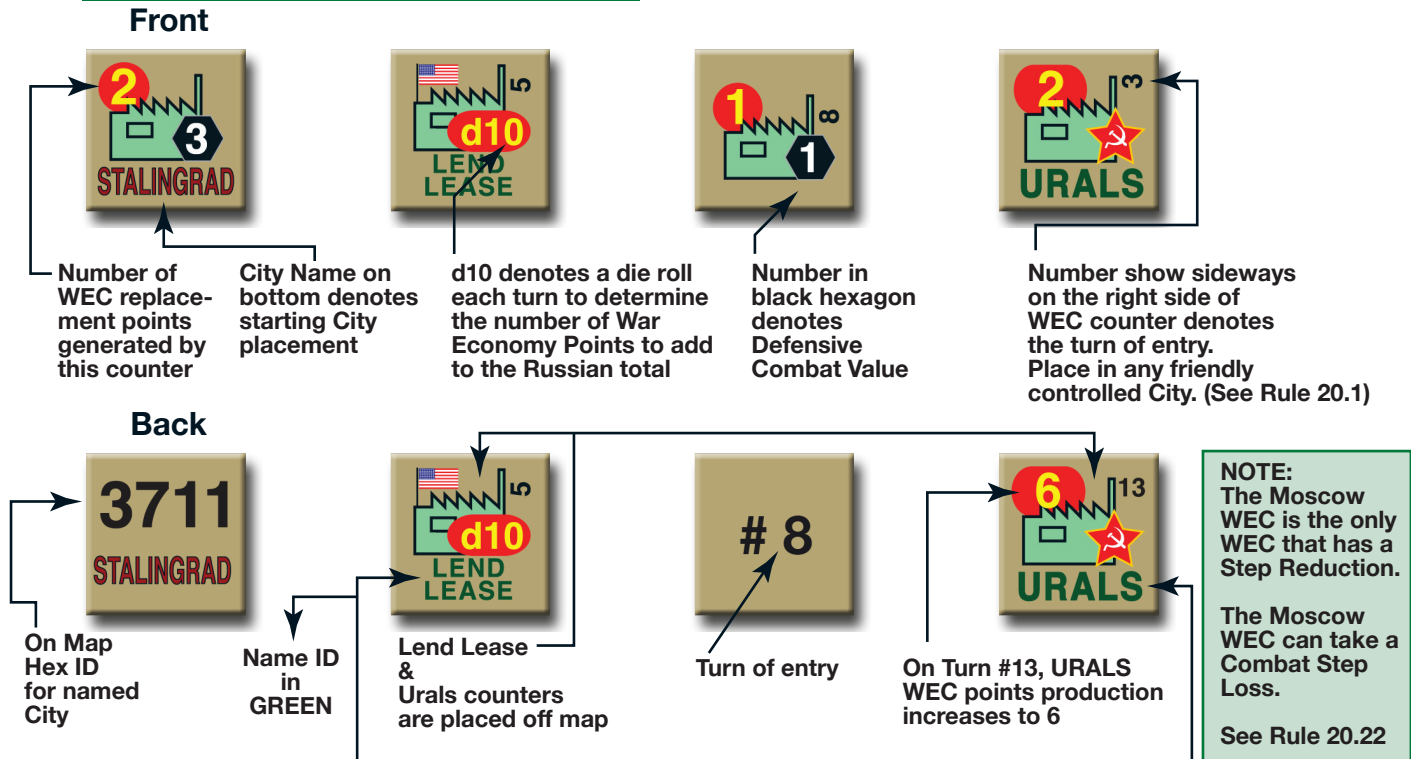 Front
2
3
STALINGRAD
5
d10
LEND
LEASE
1
8
1
2
3
URALS
Number of
WEC replace-
ment points
generated by
this counter
City Name on
bottom denotes
starting City
placement
d10 denotes a die roll
each turn to determine
the number of War
Economy Points to add
to the Russian total
Number in
black hexagon
denotes
Defensive
Combat Value
Number show sideways
on the right side of
WEC counter denotes
the turn of entry.
Place in any friendly
controlled City. (See Rule 20.1)
Back
3711
STALINGRAD
5
d10
LEND
LEASE
# 8
6
13
URALS
On Map
Hex ID
for named
City
Name ID
in
GREEN
Lend Lease
&
Urals counters
are placed off map
Turn of entry
On Turn #13, URALS
WEC points production
increases to 6
NOTE:
The Moscow
WEC is the only
WEC that has a
Step Reduction.
The Moscow
WEC can take a
Combat Step
Loss.
See Rule 20.22